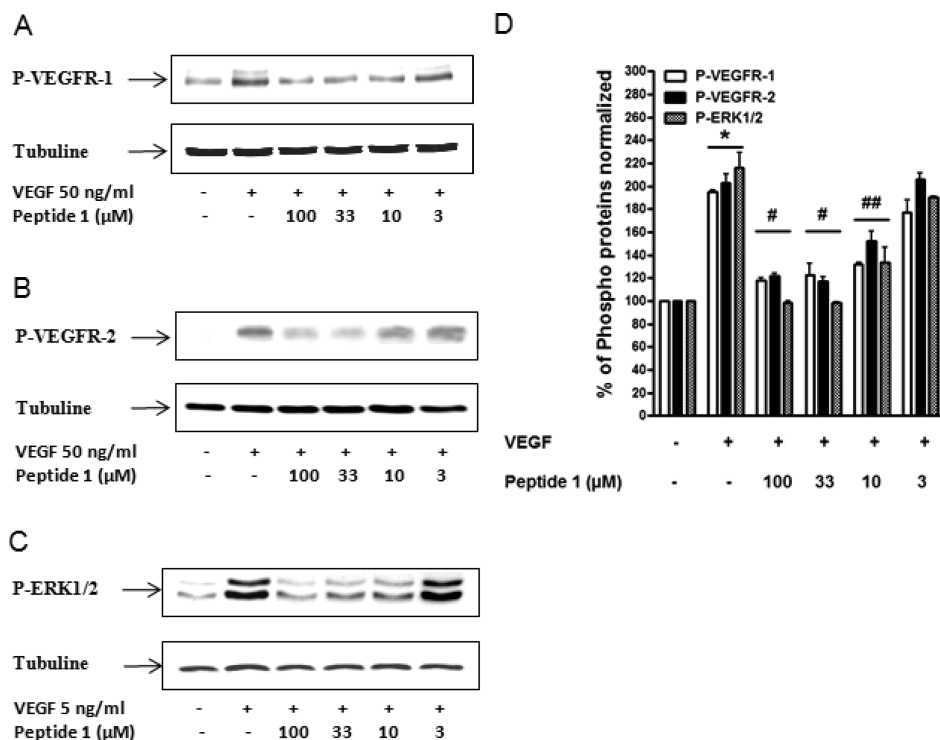 A
P-VEGFR-1
Tubuline
VEGF 50 ng/ml - + + + + +
Peptide 1 (µM) - - 100 33 10 3
B
P-VEGFR-2
Tubuline
VEGF 50 ng/ml - + + + + +
Peptide 1 (µM) - - 100 33 10 3
C
P-ERK1/2
Tubuline
VEGF 5 ng/ml - + + + + +
Peptide 1 (µM) - - 100 33 10 3
D
% of Phospho proteins normalized
300
280
260
240
220
200
180
160
140
120
100
80
60
40
20
0
P-VEGFR-1
P-VEGFR-2
P-ERK1/2
*
# # ##
VEGF - + + + + +
Peptide 1 (µM) - - 100 33 10 3